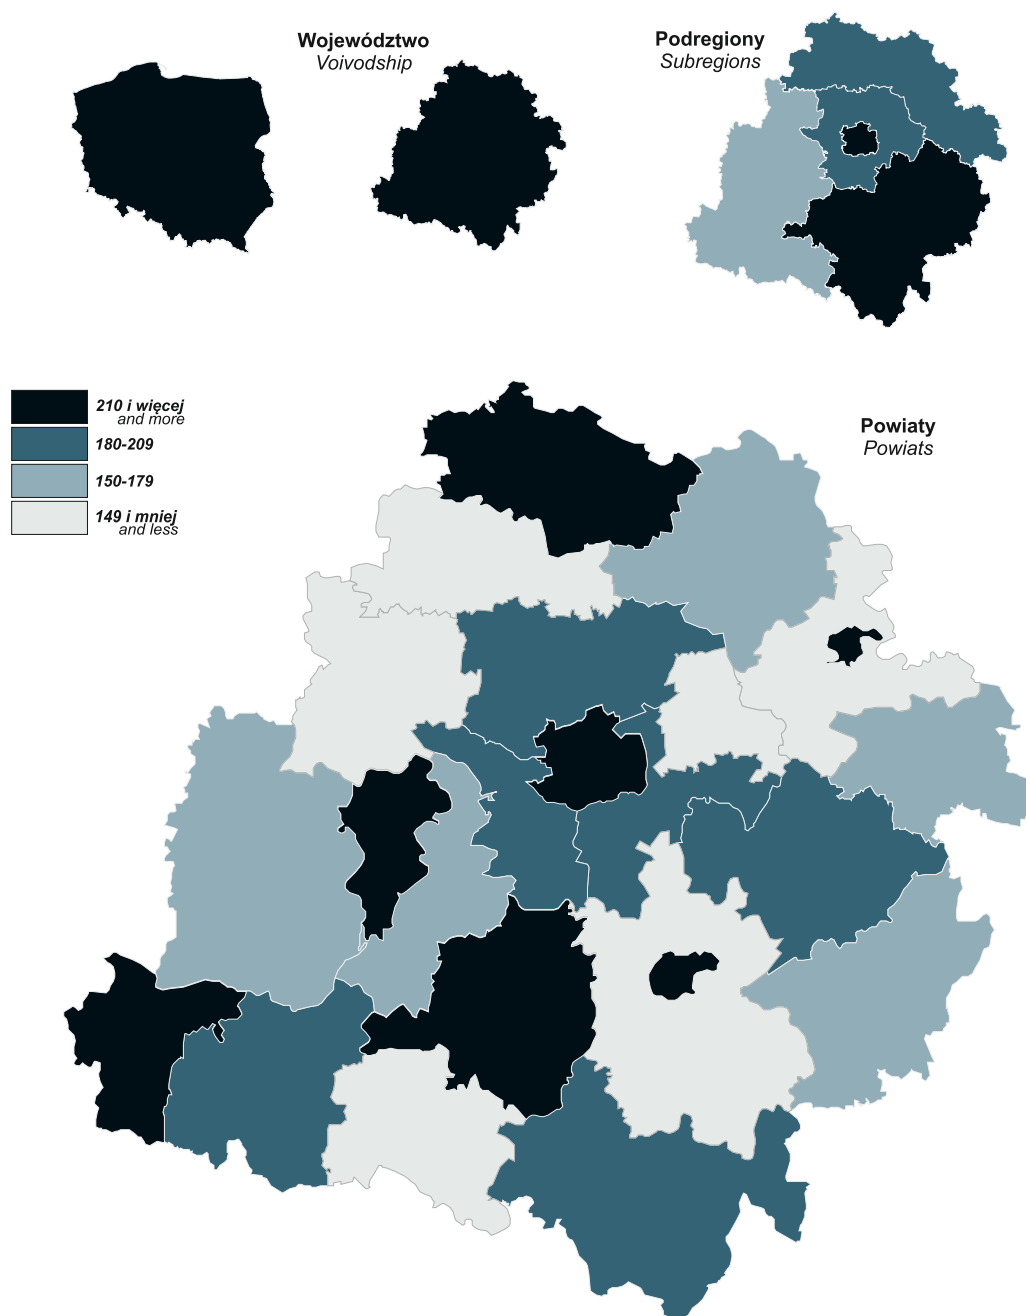 Województwo
Voivodship
Podregiony
Subregions
210 i więcej
and more
180-209
150-179
149 i mniej
and less
Powiaty
Powiats